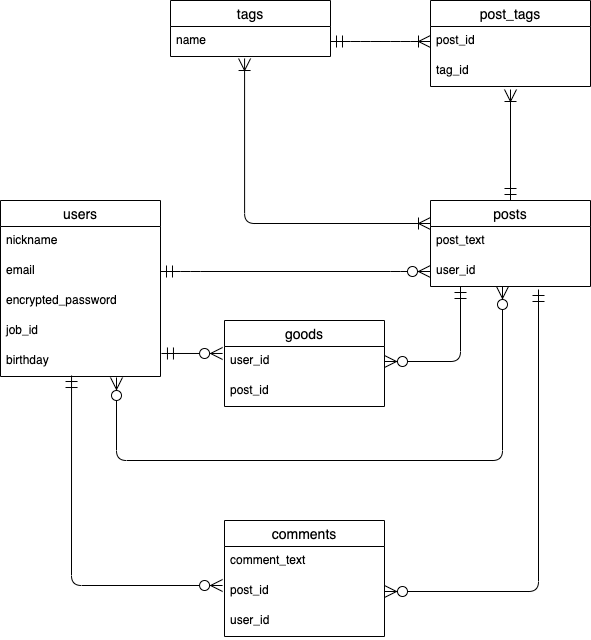 tags
name
post_tags
post_id
tag_id
users
nickname
email
encrypted_password
job_id
birthday
posts
post_text
user_id
goods
user_id
post_id
comments
comment_text
post_id
user_id